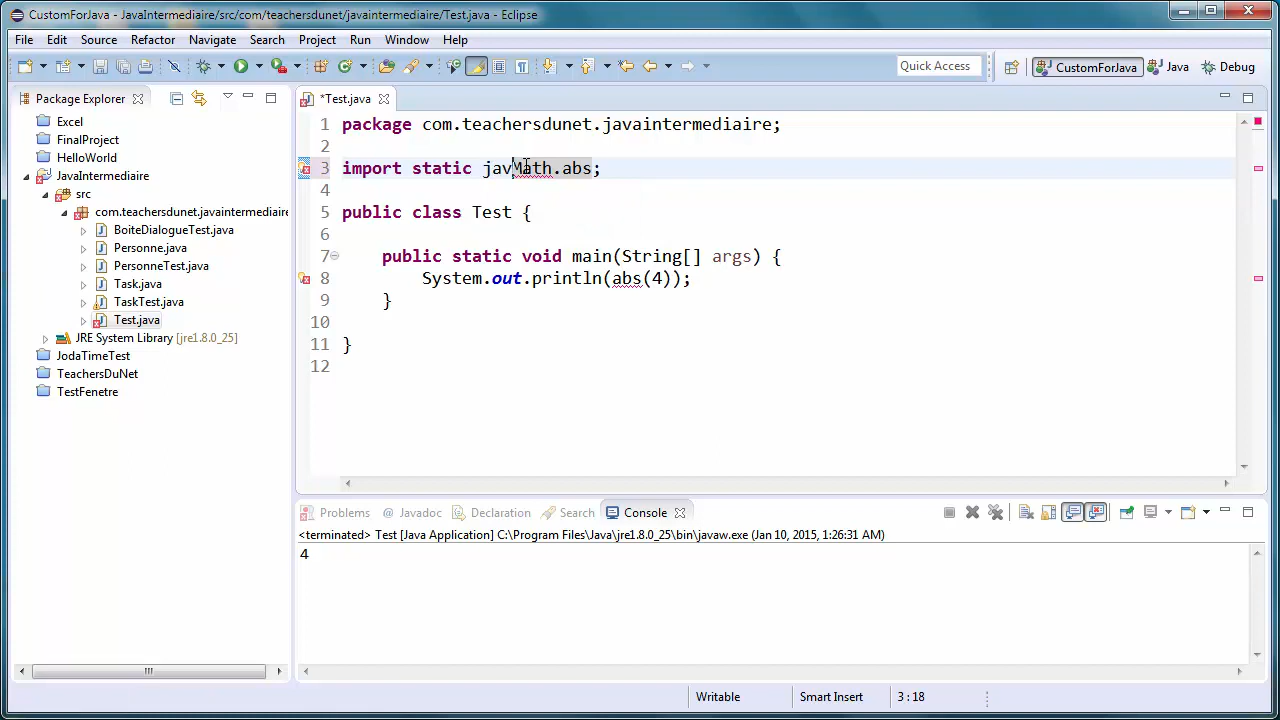 CustomForJava - JavaIntermediaire/src/com/teachersdunet/javaintermediaire/Test.java - Eclipse
File Edit Source Refactor Navigate Search Project Run Window Help
Quick Access CustomForJava Java Debug
Package Explorer
Excel
FinalProject
HelloWorld
JavaIntermediaire
src
com.teachersdunet.javaintermediaire
BoiteDialogueTest.java
Personne.java
PersonneTest.java
Task.java
TaskTest.java
Test.java
JRE System Library [jre1.8.0_25]
JodaTimeTest
TeachersDuNet
TestFenetre
*Test.java
1 package com.teachersdunet.javaintermediaire;
2
3 import static javMath.abs;
4
5 public class Test {
6
7 public static void main(String[] args) {
8 System.out.println(abs(4));
9 }
10
11 }
12
Problems @ Javadoc Declaration Search Console
<terminated> Test [Java Application] C:\Program Files\Java\jre1.8.0_25\bin\javaw.exe (Jan 10, 2015, 1:26:31 AM)
4
Writable Smart Insert 3 : 18